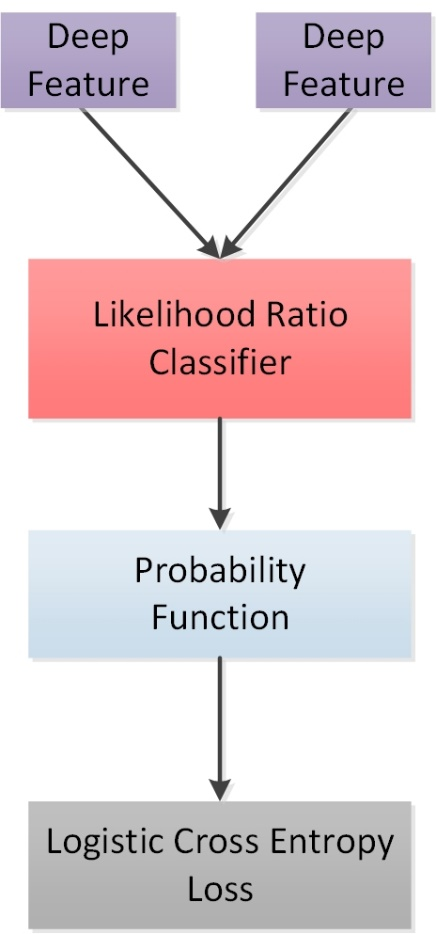 Deep
Feature
Deep
Feature
Likelihood Ratio
Classifier
Probability
Function
Logistic Cross Entropy
Loss